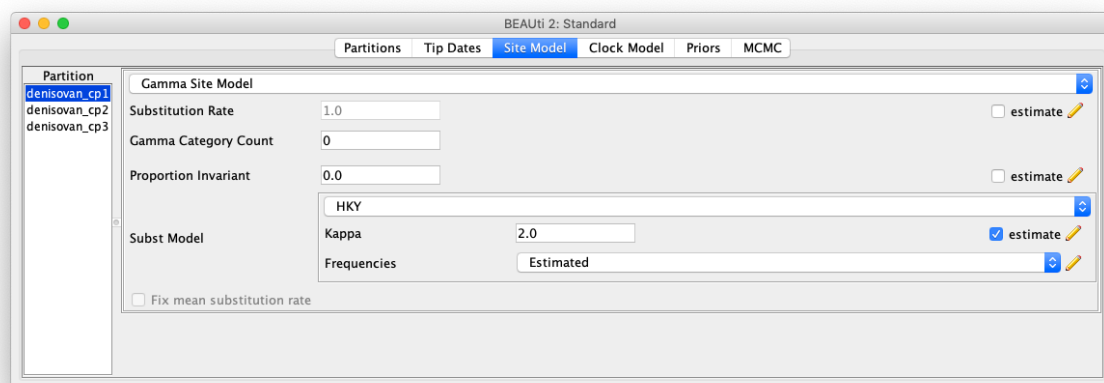 BEAUti 2: Standard
Partitions Tip Dates Site Model Clock Model Priors MCMC
Partition
denisovan_cp1
denisovan_cp2
denisovan_cp3
Gamma Site Model
Substitution Rate 1.0 estimate
Gamma Category Count 0
Proportion Invariant 0.0 estimate
HKY
Subst Model Kappa 2.0 estimate
Frequencies Estimated
Fix mean substitution rate